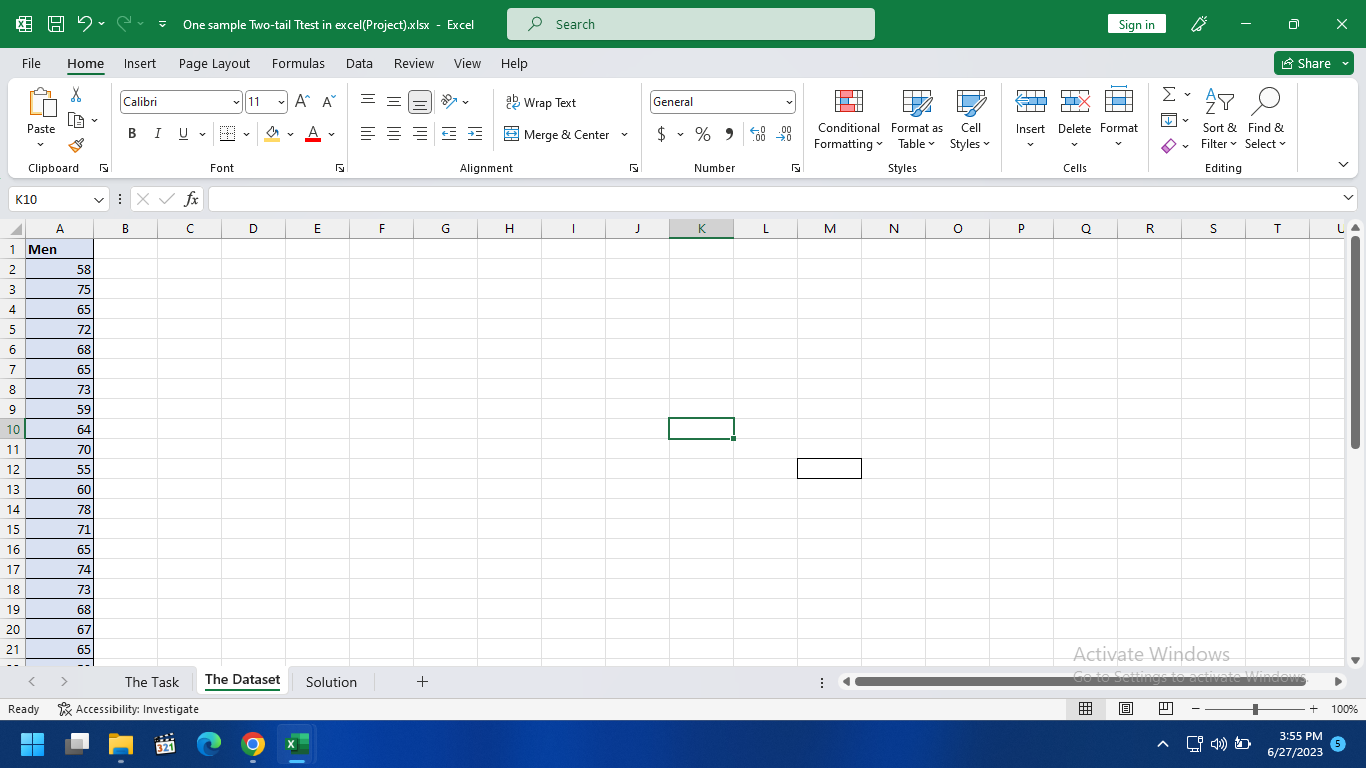 One sample Two-tail Ttest in excel(Project).xlsx - Excel
Search
Sign in
File Home Insert Page Layout Formulas Data Review View Help
Share
Paste
Clipboard
Calibri 11
B I U
Font
Wrap Text
Merge & Center
Alignment
General
$ % 9
Number
Conditional Formatting
Format as Table
Cell Styles
Styles
Insert Delete Format
Cells
Sort & Filter
Find & Select
Editing
K10 fx
A B C D E F G H I J K L M N O P Q R S T U
1 Men
2 58
3 75
4 65
5 72
6 68
7 65
8 73
9 59
10 64
11 70
12 55
13 60
14 78
15 71
16 65
17 74
18 73
19 68
20 67
21 65
Activate Windows
Go to Settings to activate Windows.
The Task The Dataset Solution
Ready Accessibility: Investigate
100%
321
3:55 PM
6/27/2023
5